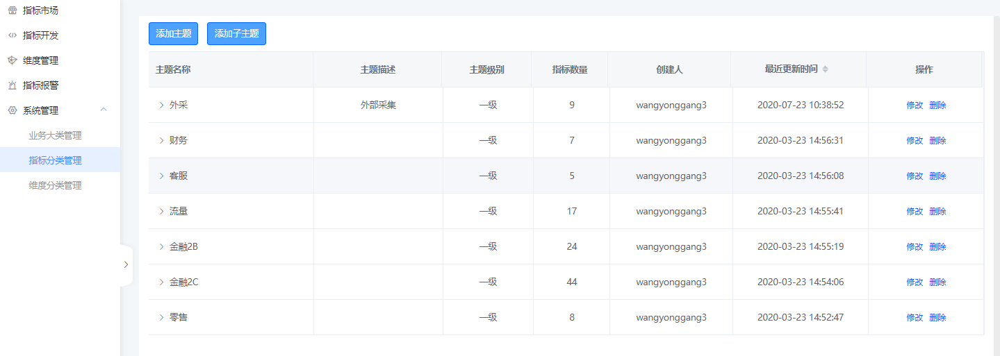 指标市场
指标开发
维度管理
指标报警
系统管理
业务大类管理
指标分类管理
维度分类管理
添加主题 添加子主题
主题名称 主题描述 主题级别 指标数量 创建人 最近更新时间 操作
外采 外部采集 一级 9 wangyonggang3 2020-07-23 10:38:52 修改 删除
财务 一级 7 wangyonggang3 2020-03-23 14:56:31 修改 删除
客服 一级 5 wangyonggang3 2020-03-23 14:56:08 修改 删除
流量 一级 17 wangyonggang3 2020-03-23 14:55:41 修改 删除
金融2B 一级 24 wangyonggang3 2020-03-23 14:55:19 修改 删除
金融2C 一级 44 wangyonggang3 2020-03-23 14:54:06 修改 删除
零售 一级 8 wangyonggang3 2020-03-23 14:52:47 修改 删除